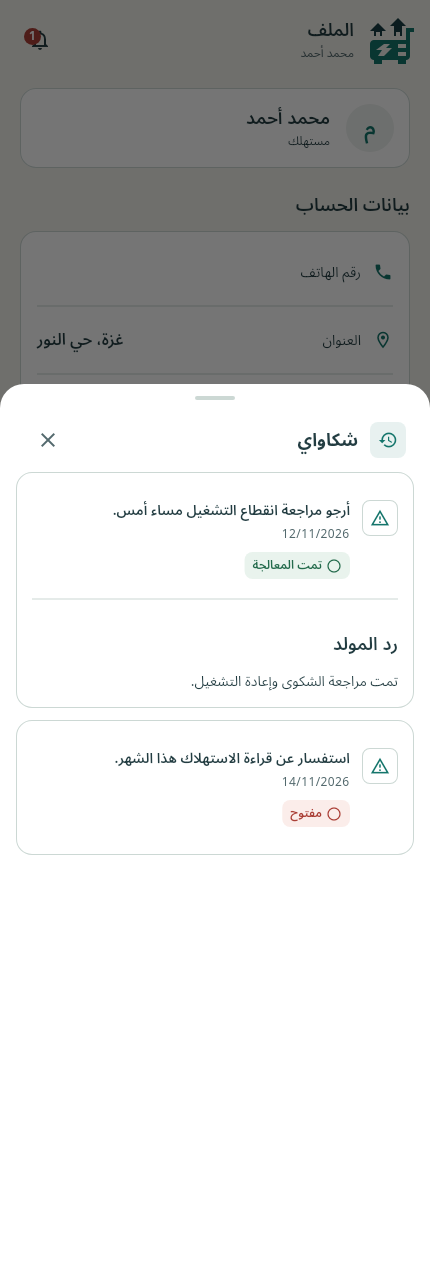 الملف
محمد أحمد
1
م
محمد أحمد
مستهلك
بيانات الحساب
رقم الهاتف
العنوان
غزة، حي النور
شكاواي
أرجو مراجعة انقطاع التشغيل مساء أمس.
12/11/2026
تمت المعالجة
رد المولد
تمت مراجعة الشكوى وإعادة التشغيل.
استفسار عن قراءة الاستهلاك هذا الشهر.
14/11/2026
مفتوح